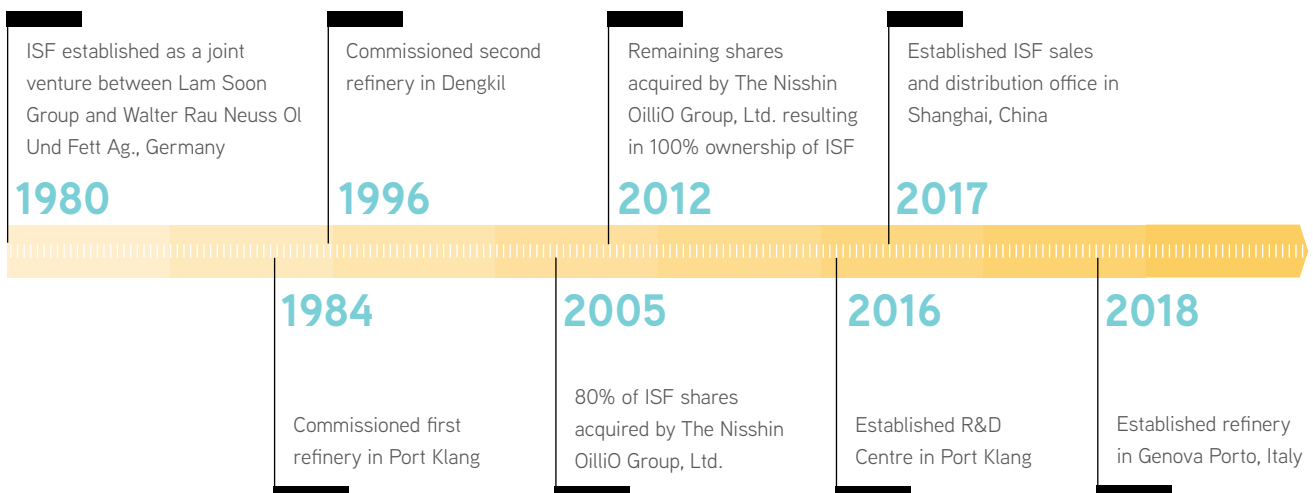 ISF established as a joint
venture between Lam Soon
Group and Walter Rau Neuss Ol
Und Fett Ag., Germany
1980
Commissioned first
refinery in Port Klang
1984
Commissioned second
refinery in Dengkil
1996
80% of ISF shares
acquired by The Nisshin
OilliO Group, Ltd.
2005
Remaining shares
acquired by The Nisshin
OilliO Group, Ltd. resulting
in 100% ownership of ISF
2012
Established R&D
Centre in Port Klang
2016
Established ISF sales
and distribution office in
Shanghai, China
2017
Established refinery
in Genova Porto, Italy
2018